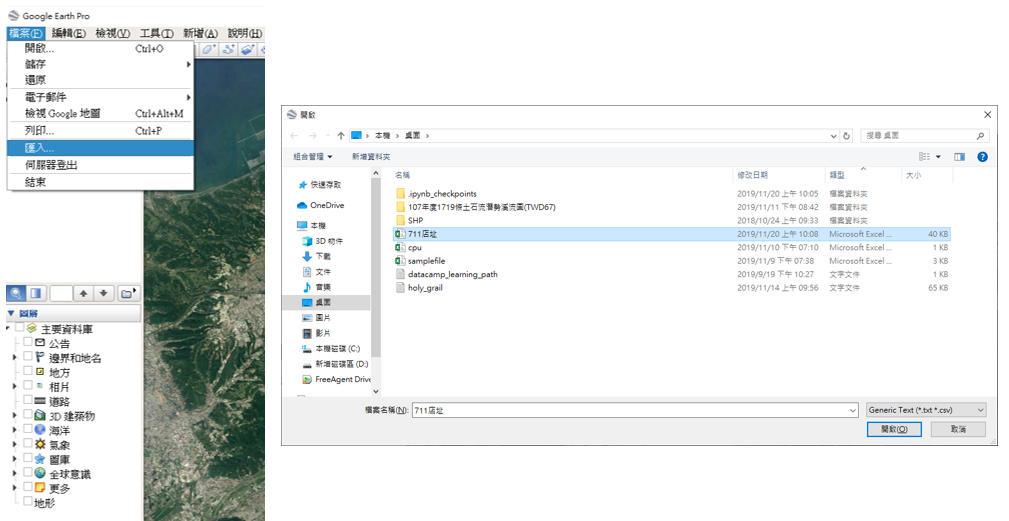 Google Earth Pro
檔案(F) 編輯(E) 檢視(V) 工具(T) 新增(A) 說明(H)
開啟... Ctrl+O
儲存
還原
電子郵件
檢視 Google 地圖 Ctrl+Alt+M
列印... Ctrl+P
匯入...
伺服器登出
結束
圖層
主要資料庫
公告
邊界和地名
地方
相片
道路
3D 建築物
海洋
氣象
圖庫
全球意識
更多
地形
開啟
本機 › 桌面 ›
搜尋 桌面
組合管理 新增資料夾
名稱 修改日期 類型 大小
快速存取
OneDrive
本機
3D 物件
下載
文件
音樂
桌面
圖片
影片
本機磁碟 (C:)
新增磁碟區 (D:)
FreeAgent Drive
.ipynb_checkpoints 2019/11/20 上午 10:05 檔案資料夾
107年度1719條土石流潛勢溪流圖(TWD67) 2019/11/11 下午 08:42 檔案資料夾
SHP 2018/10/24 上午 09:33 檔案資料夾
711店址 2019/11/20 上午 10:08 Microsoft Excel ... 40 KB
cpu 2019/11/10 下午 07:10 Microsoft Excel ... 1 KB
samplefile 2019/11/9 下午 07:38 Microsoft Excel ... 3 KB
datacamp_learning_path 2019/9/19 下午 10:27 文字文件 1 KB
holy_grail 2019/11/14 上午 09:56 文字文件 65 KB
檔案名稱(N): 711店址 Generic Text (*.txt *.csv)
開啟(O) 取消